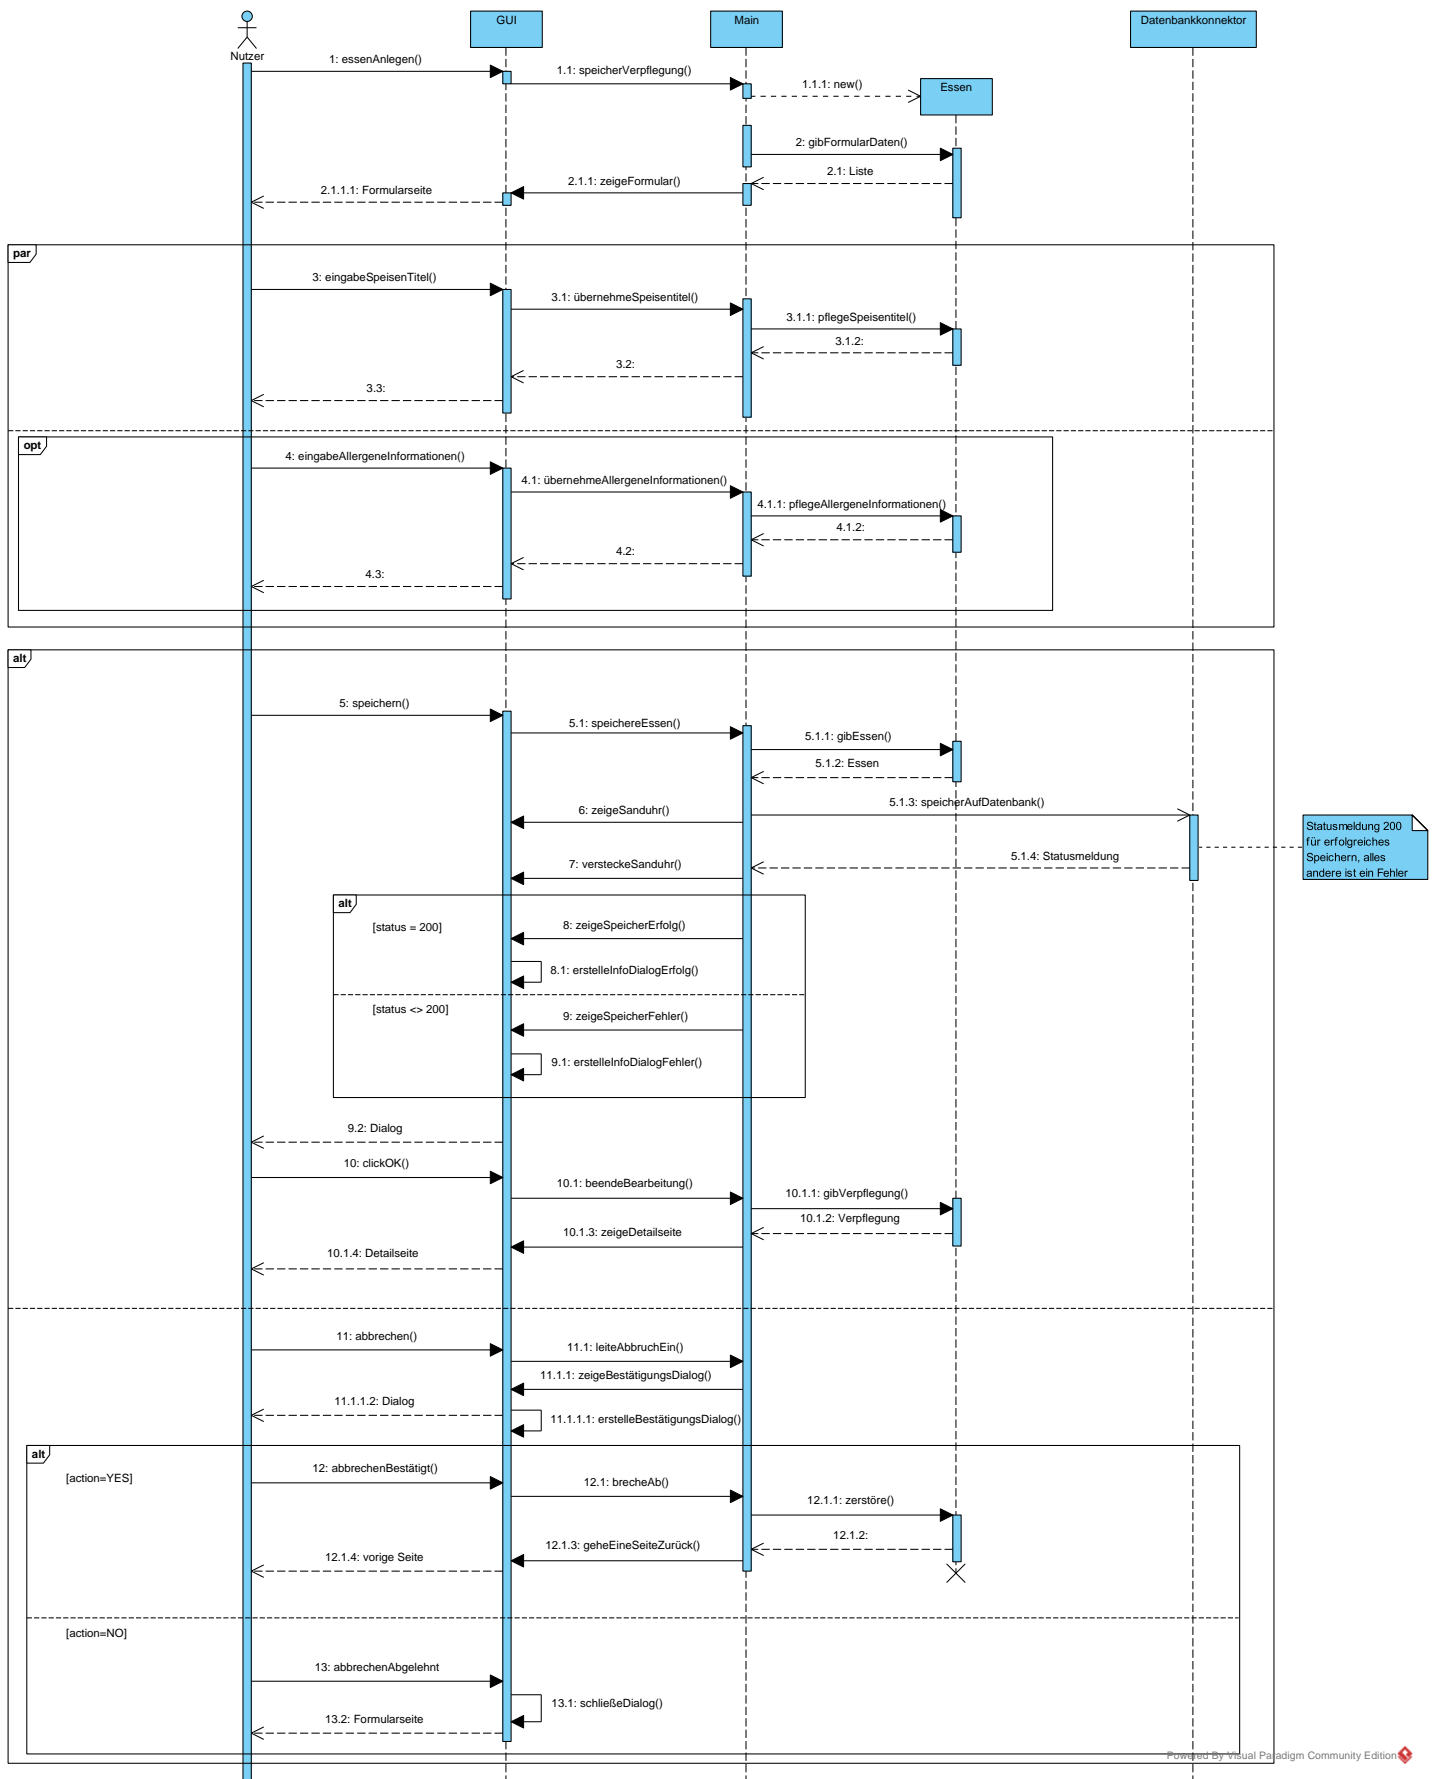 GUI
Main
Datenbankkonnektor
Nutzer
1: essenAnlegen()
1.1: speicherVerpflegung()
1.1.1: new()
Essen
2: gibFormularDaten()
2.1: Liste
2.1.1: zeigeFormular()
2.1.1.1: Formularseite
par
3: eingabeSpeisenTitel()
3.1: übernehmeSpeisentitel()
3.1.1: pflegeSpeisentitel()
3.1.2:
3.2:
3.3:
opt
4: eingabeAllergeneInformationen()
4.1: übernehmeAllergeneInformationen()
4.1.1: pflegeAllergeneInformationen()
4.1.2:
4.2:
4.3:
alt
5: speichern()
5.1: speichereEssen()
5.1.1: gibEssen()
5.1.2: Essen
5.1.3: speicherAufDatenbank()
6: zeigeSanduhr()
Statusmeldung 200
für erfolgreiches
Speichern, alles
andere ist ein Fehler
5.1.4: Statusmeldung
7: versteckeSanduhr()
alt
[status = 200]
8: zeigeSpeicherErfolg()
8.1: erstelleInfoDialogErfolg()
[status <> 200]
9: zeigeSpeicherFehler()
9.1: erstelleInfoDialogFehler()
9.2: Dialog
10: clickOK()
10.1: beendeBearbeitung()
10.1.1: gibVerpflegung()
10.1.2: Verpflegung
10.1.3: zeigeDetailseite
10.1.4: Detailseite
11: abbrechen()
11.1: leiteAbbruchEin()
11.1.1: zeigeBestätigungsDialog()
11.1.1.2: Dialog
11.1.1.1: erstelleBestätigungsDialog()
alt
[action=YES]
12: abbrechenBestätigt()
12.1: brecheAb()
12.1.1: zerstöre()
12.1.2:
12.1.3: geheEineSeiteZurück()
12.1.4: vorige Seite
[action=NO]
13: abbrechenAbgelehnt
13.1: schließeDialog()
13.2: Formularseite
Powered By Visual Paradigm Community Edition